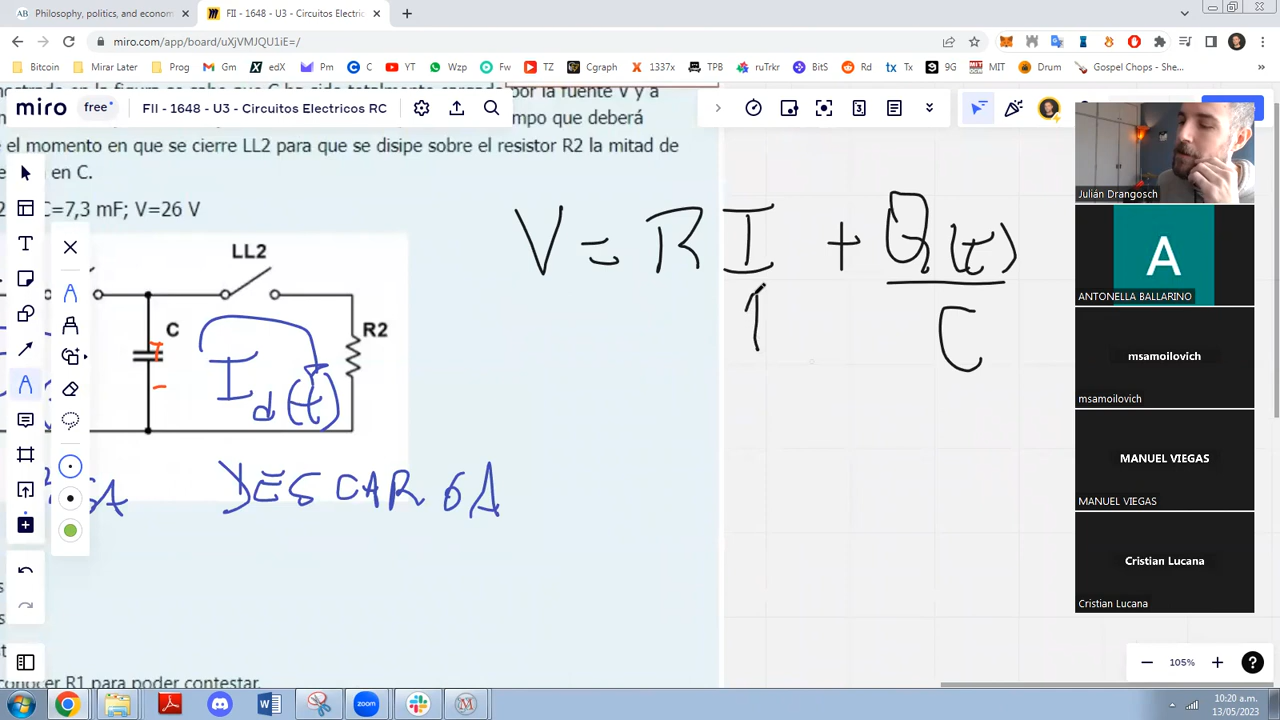 Philosophy, politics, and econom
FII - 1648 - U3 - Circuitos Electric
miro.com/app/board/uXjVMJQU1iE=/
Bitcoin Mirar Later Prog Gm edX Pm C YT Wzp Fw TZ Cgraph 1337x TPB ruTrkr Bit5 Rd Tx 9G MIT Drum Gospel Chops - She...
miro free FII - 1648 - U3 - Circuitos Electricos RC
por la fuente V y a
mpo que deberá
el momento en que se cierre LL2 para que se disipe sobre el resistor R2 la mitad de
en C.
C=7,3 mF; V=26 V
LL2
C
R2
I d (t)
DESCARGA
V = R I + Q(t)
C
conocer R1 para poder contestar.
Julián Drangosch
A
ANTONELLA BALLARINO
msamoilovich
msamoilovich
MANUEL VIEGAS
MANUEL VIEGAS
Cristian Lucana
Cristian Lucana
105%
zoom
10:20 a.m.
13/05/2023